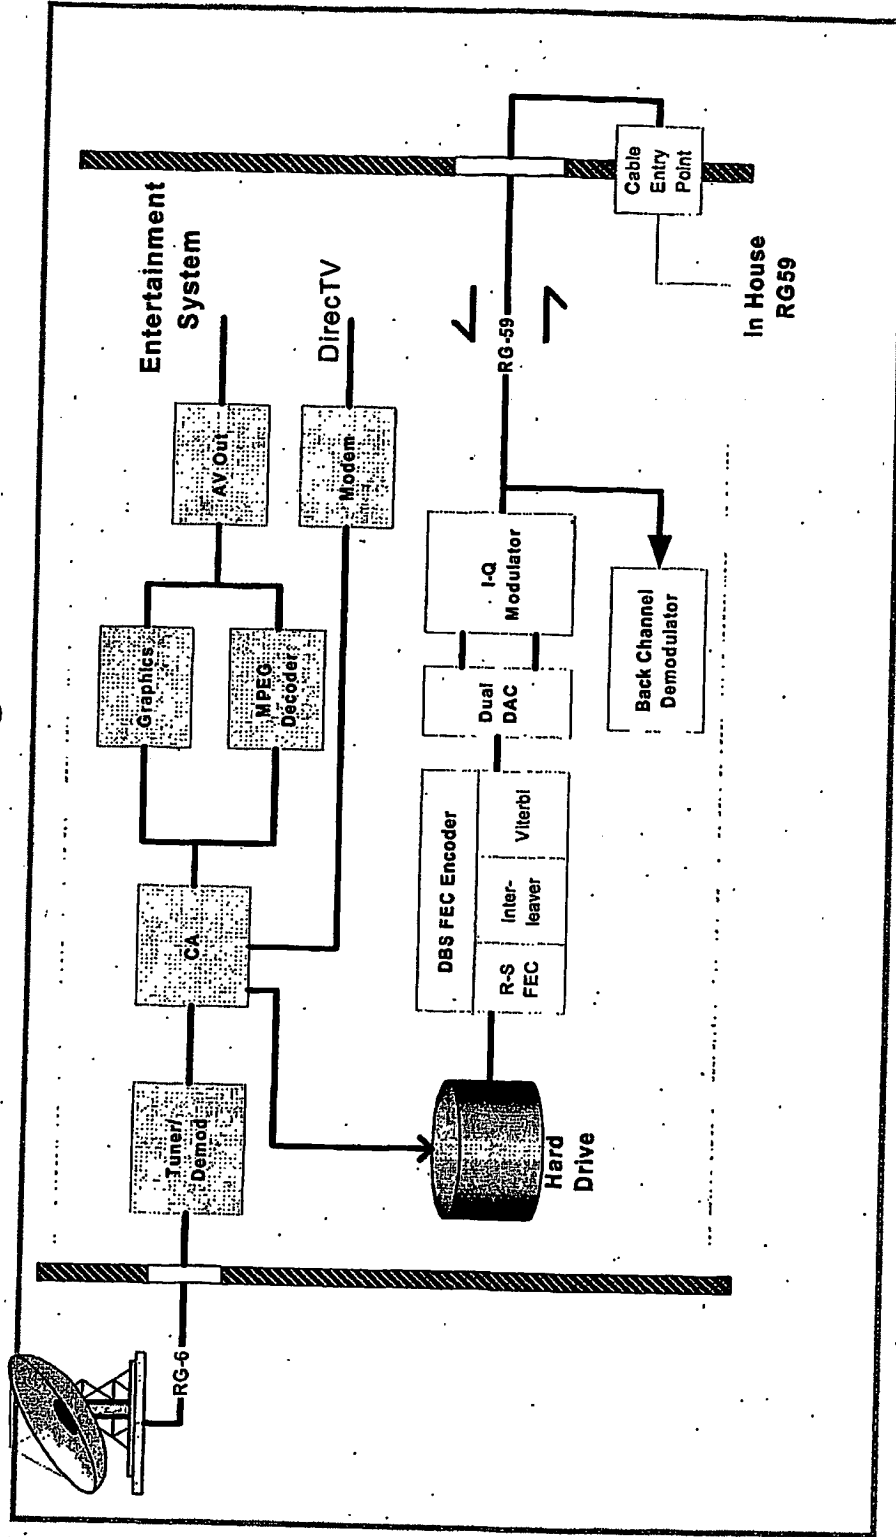 RG-6
Tuner/
Demod
CA
Graphics
MPEG
Decoder
AV Out
Entertainment
System
Modem
DirecTV
Hard
Drive
DBS FEC Encoder
R-S
FEC
Inter-
leaver
Viterbi
Dual
DAC
I-Q
Modulator
RG-59
Back Channel
Demodulator
Cable
Entry
Point
In House
RG59